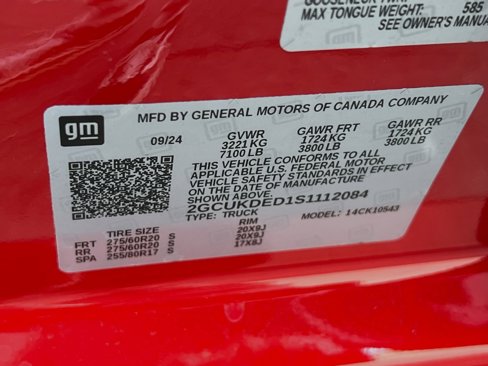 MAX TONGUE WEIGHT: 585
SEE OWNER'S MANUA
MFD BY GENERAL MOTORS OF CANADA COMPANY
gm
09/24 GVWR GAWR FRT GAWR RR
3221 KG 1724 KG 1724 KG
7100 LB 3800 LB 3800 LB
THIS VEHICLE CONFORMS TO ALL
APPLICABLE U.S. FEDERAL MOTOR
VEHICLE SAFETY STANDARDS IN EFFECT
ON THE DATE OF MANUFACTURE
SHOWN ABOVE.
2GCUKDED1S1112084
TYPE: TRUCK MODEL: 14CK10543
TIRE SIZE RIM
FRT 275/60R20 S 20X9J
RR 275/60R20 S 20X9J
SPA 255/80R17 S 17X8J